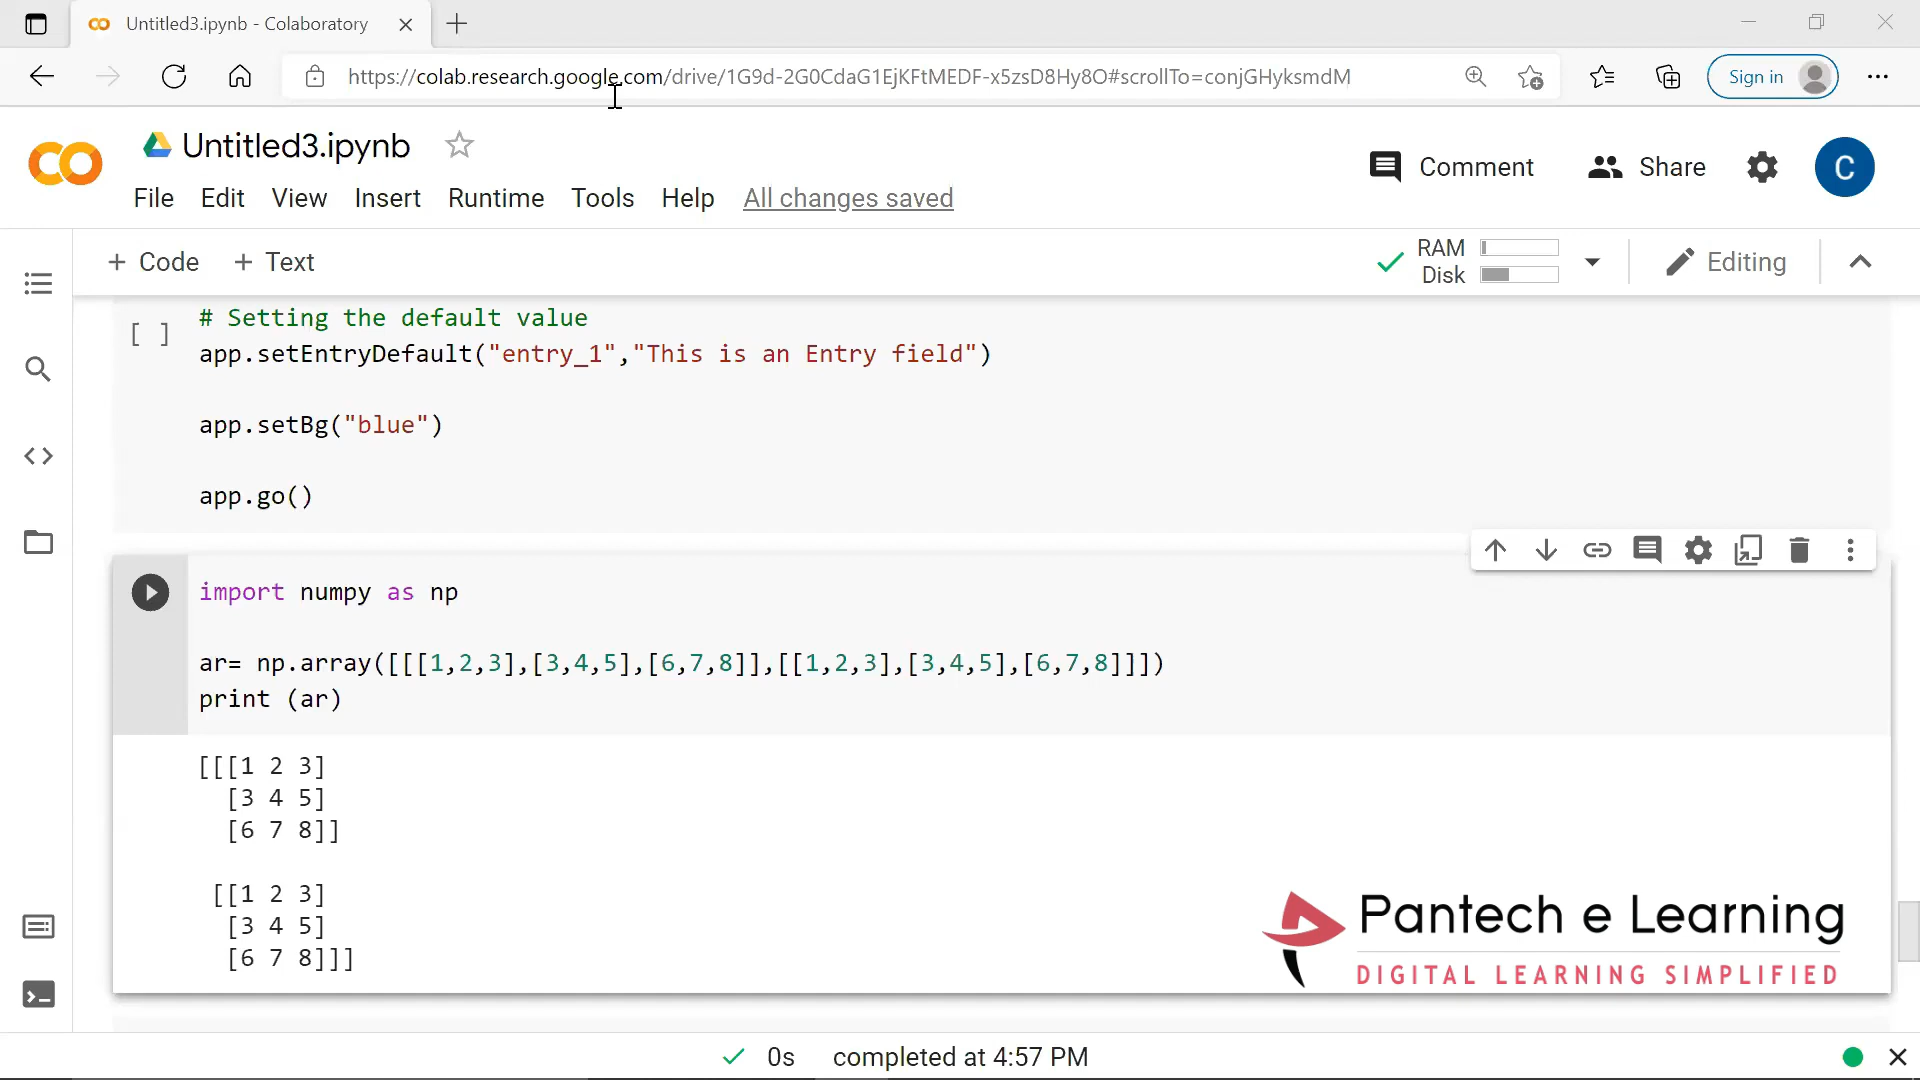 Untitled3.ipynb - Colaboratory
https://colab.research.google.com/drive/1G9d-2G0CdaG1EjKFtMEDF-x5zsD8Hy8O#scrollTo=conjGHyksmdM
Sign in
Untitled3.ipynb
Comment
Share
C
File Edit View Insert Runtime Tools Help All changes saved
+ Code + Text
RAM
Disk
Editing
# Setting the default value
[ ]
app.setEntryDefault("entry_1","This is an Entry field")
app.setBg("blue")
app.go()
import numpy as np
ar= np.array([[[1,2,3],[3,4,5],[6,7,8]],[[1,2,3],[3,4,5],[6,7,8]]])
print (ar)
[[[1 2 3]
[3 4 5]
[6 7 8]]
[[1 2 3]
[3 4 5]
[6 7 8]]]
Pantech e Learning
DIGITAL LEARNING SIMPLIFIED
0s completed at 4:57 PM